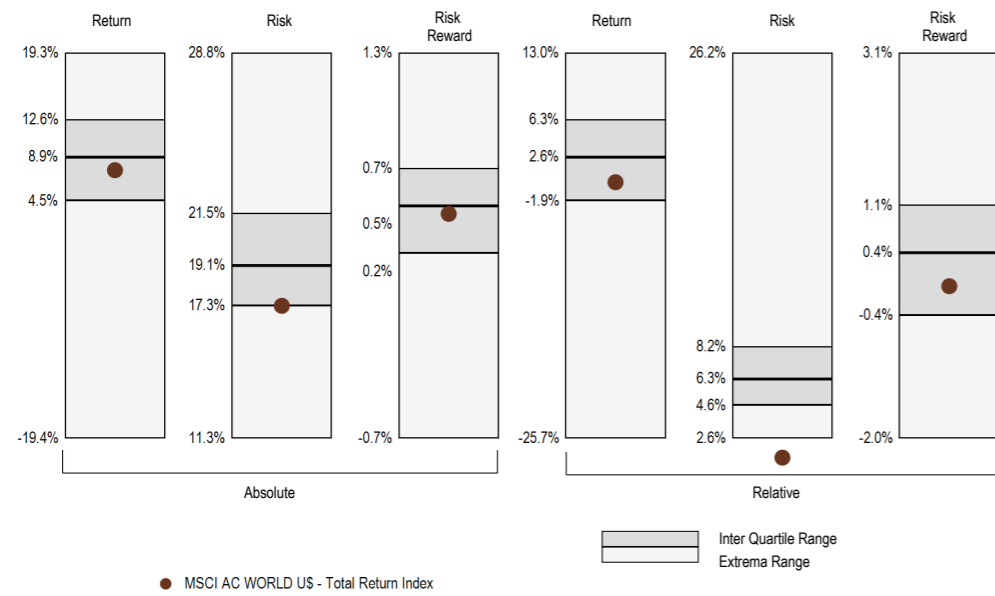 Return
Risk
Risk
Reward
Return
Risk
Risk
Reward
19.3%
12.6%
8.9%
4.5%
-19.4%
28.8%
21.5%
19.1%
17.3%
11.3%
1.3%
0.7%
0.5%
0.2%
-0.7%
13.0%
6.3%
2.6%
-1.9%
-25.7%
26.2%
8.2%
6.3%
4.6%
2.6%
3.1%
1.1%
0.4%
-0.4%
-2.0%
Absolute
Relative
Inter Quartile Range
Extrema Range
MSCI AC WORLD U$ - Total Return Index